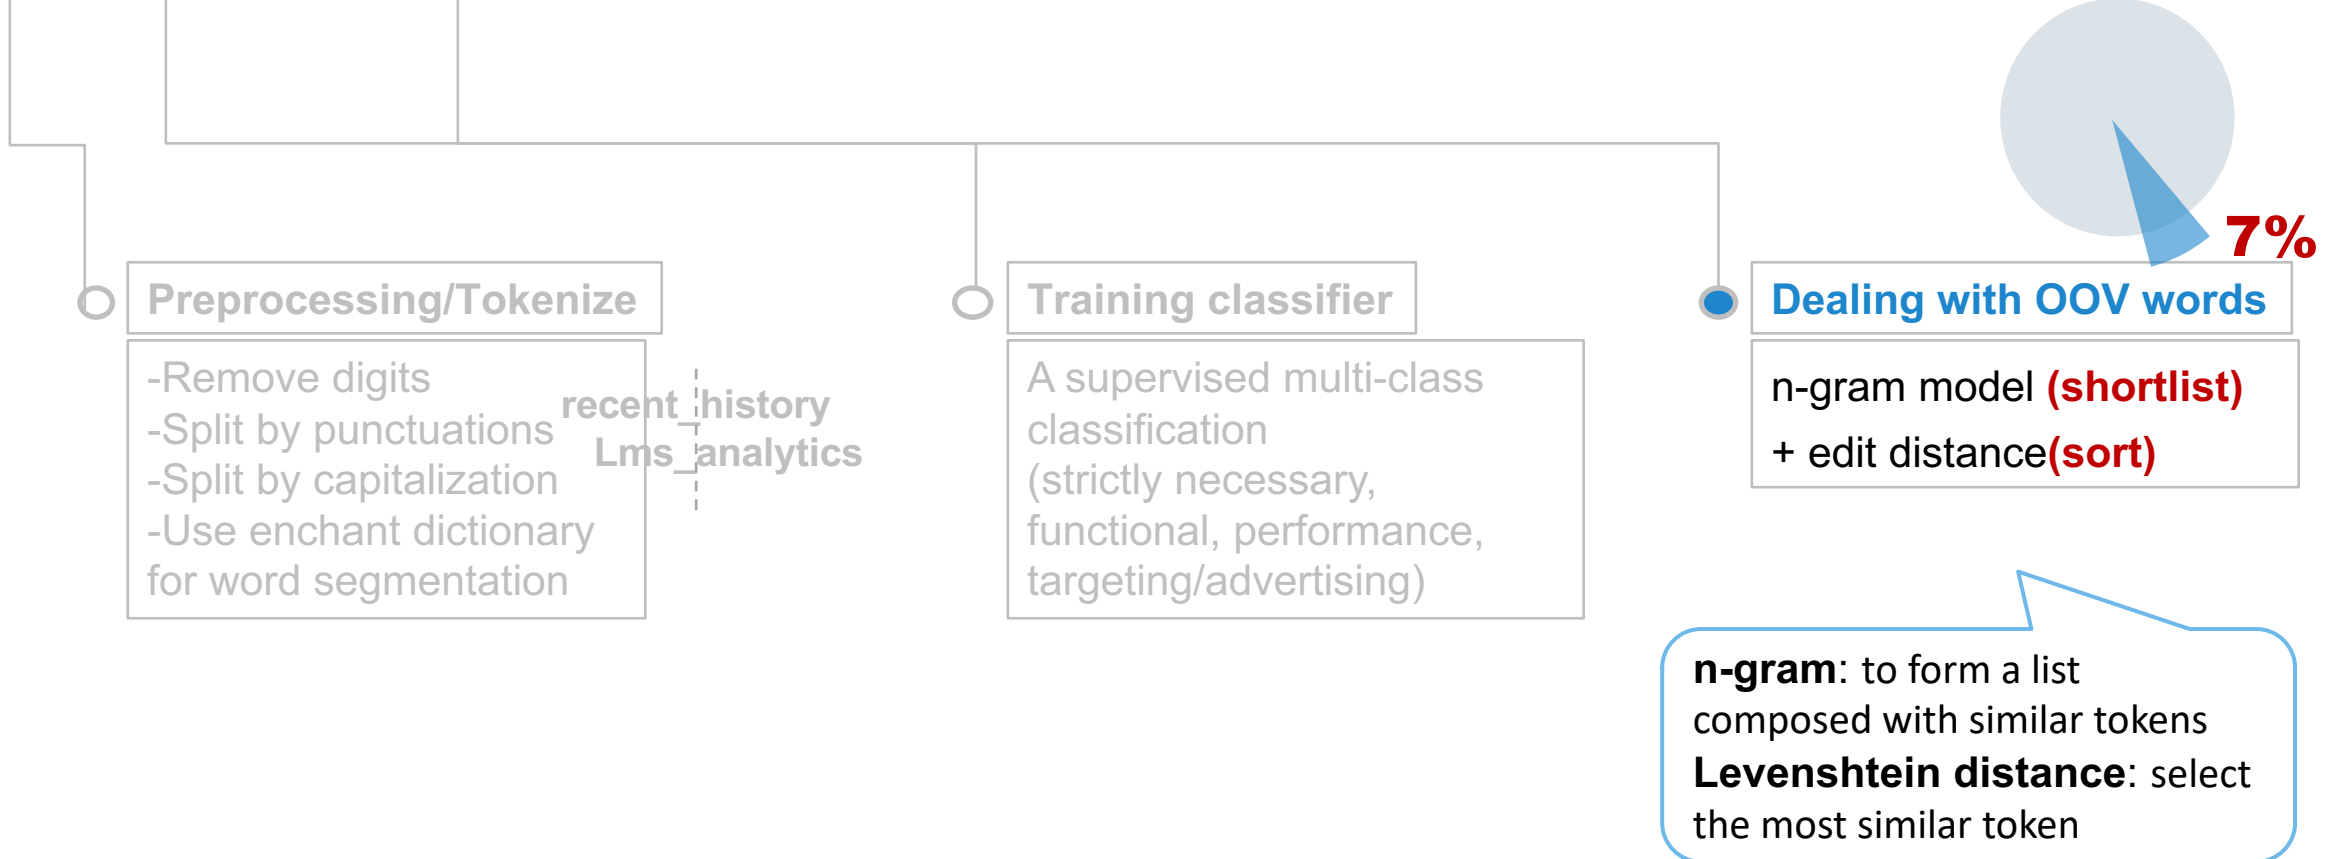 7%
Preprocessing/Tokenize
-Remove digits
-Split by punctuations
-Split by capitalization
-Use enchant dictionary
for word segmentation
recent_history
Lms_analytics
Training classifier
A supervised multi-class
classification
(strictly necessary,
functional, performance,
targeting/advertising)
Dealing with OOV words
n-gram model (shortlist)
+ edit distance(sort)
n-gram: to form a list
composed with similar tokens
Levenshtein distance: select
the most similar token